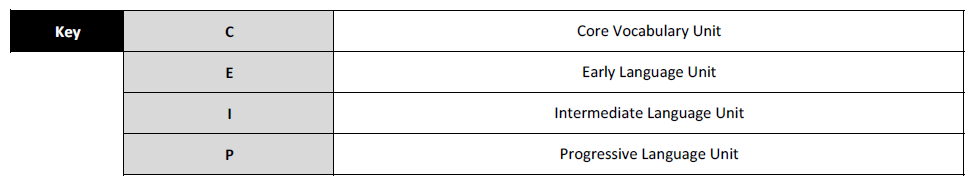 Key C Core Vocabulary Unit
E Early Language Unit
I Intermediate Language Unit
P Progressive Language Unit